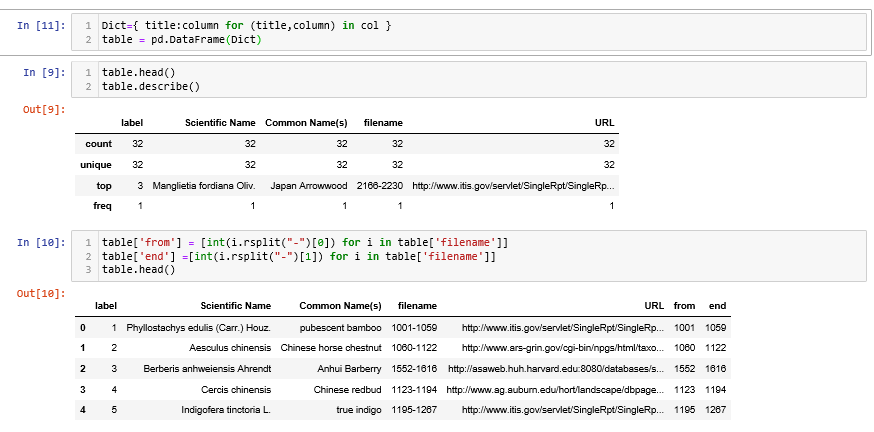 In [11]: 1 Dict={ title:column for (title,column) in col }
2 table = pd.DataFrame(Dict)
In [9]: 1 table.head()
2 table.describe()
Out[9]:
label Scientific Name Common Name(s) filename URL
count 32 32 32 32 32
unique 32 32 32 32 32
top 3 Manglietia fordiana Oliv. Japan Arrowwood 2166-2230 http://www.itis.gov/servlet/SingleRpt/SingleRp...
freq 1 1 1 1 1
In [10]: 1 table['from'] = [int(i.rsplit("-")[0]) for i in table['filename']]
2 table['end'] =[int(i.rsplit("-")[1]) for i in table['filename']]
3 table.head()
Out[10]:
label Scientific Name Common Name(s) filename URL from end
0 1 Phyllostachys edulis (Carr.) Houz. pubescent bamboo 1001-1059 http://www.itis.gov/servlet/SingleRpt/SingleRp... 1001 1059
1 2 Aesculus chinensis Chinese horse chestnut 1060-1122 http://www.ars-grin.gov/cgi-bin/npgs/html/taxo... 1060 1122
2 3 Berberis anhweiensis Ahrendt Anhui Barberry 1552-1616 http://asaweb.huh.harvard.edu:8080/databases/s... 1552 1616
3 4 Cercis chinensis Chinese redbud 1123-1194 http://www.ag.auburn.edu/hort/landscape/dbpage... 1123 1194
4 5 Indigofera tinctoria L. true indigo 1195-1267 http://www.itis.gov/servlet/SingleRpt/SingleRp... 1195 1267